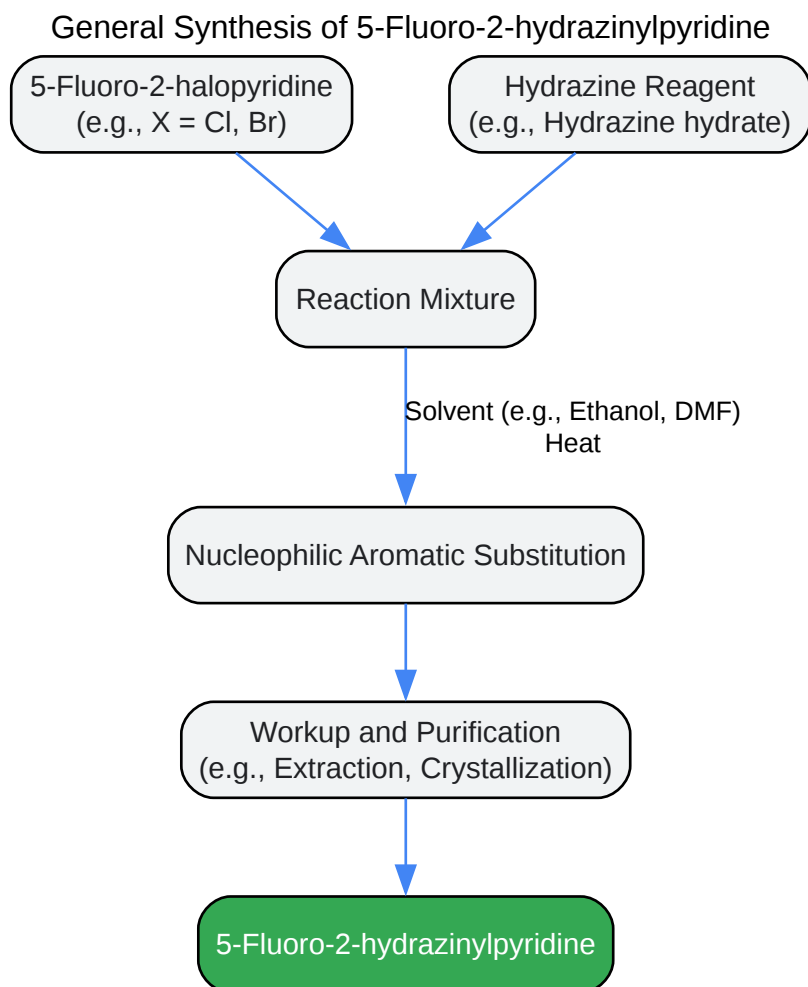 General Synthesis of 5-Fluoro-2-hydrazinylpyridine
5-Fluoro-2-halopyridine
(e.g., X = Cl, Br)
Hydrazine Reagent
(e.g., Hydrazine hydrate)
Reaction Mixture
Solvent (e.g., Ethanol, DMF)
Heat
Nucleophilic Aromatic Substitution
Workup and Purification
(e.g., Extraction, Crystallization)
5-Fluoro-2-hydrazinylpyridine